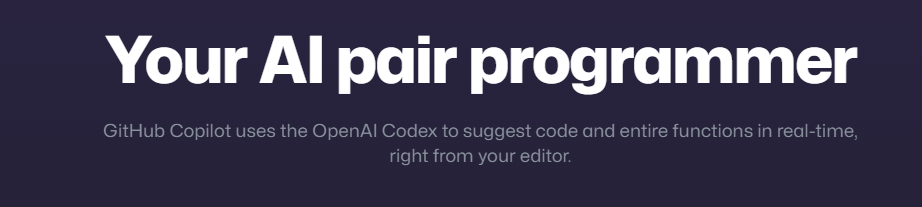 Your AI pair programmer
GitHub Copilot uses the OpenAI Codex to suggest code and entire functions in real-time,
right from your editor.